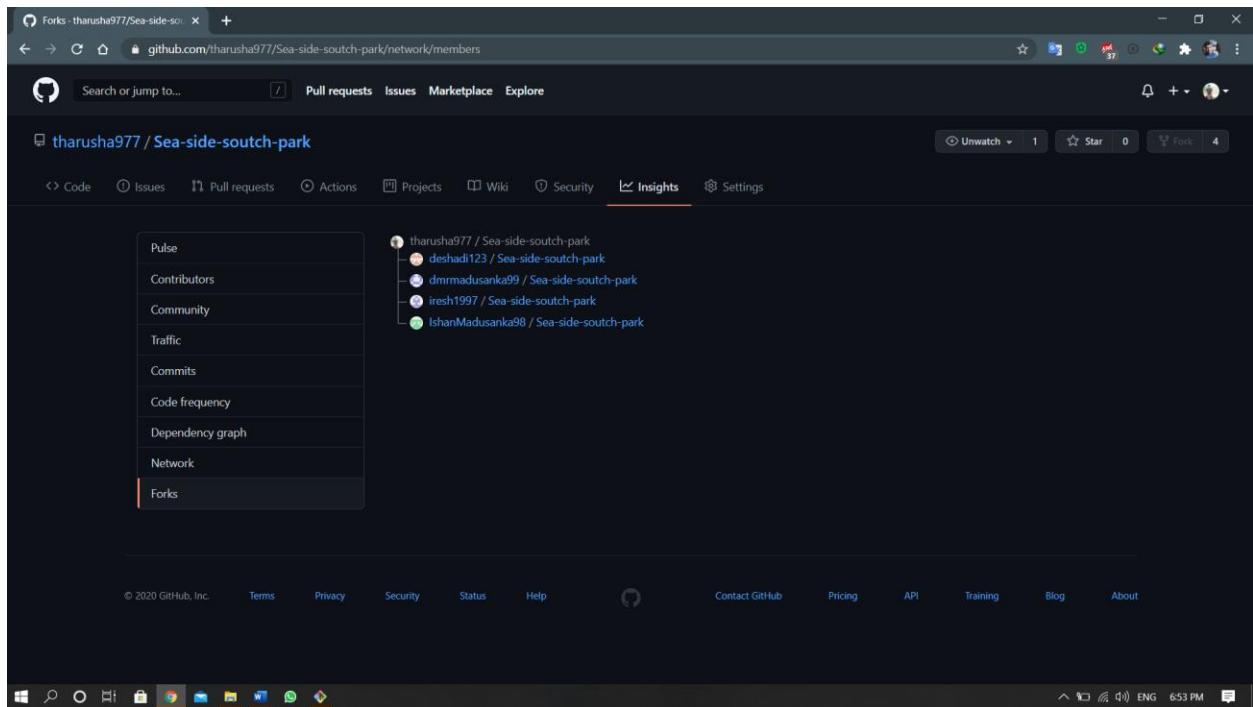 Forks - tharusha977/Sea-side-sou
github.com/tharusha977/Sea-side-soutch-park/network/members
37
Search or jump to... / Pull requests Issues Marketplace Explore
tharusha977 / Sea-side-soutch-park
Unwatch 1 Star 0 Fork 4
Code Issues Pull requests Actions Projects Wiki Security Insights Settings
Pulse
Contributors
Community
Traffic
Commits
Code frequency
Dependency graph
Network
Forks
tharusha977 / Sea-side-soutch-park
deshadi123 / Sea-side-soutch-park
dmrmadusanka99 / Sea-side-soutch-park
iresh1997 / Sea-side-soutch-park
IshanMadusanka98 / Sea-side-soutch-park
© 2020 GitHub, Inc. Terms Privacy Security Status Help Contact GitHub Pricing API Training Blog About
ENG 6:53 PM